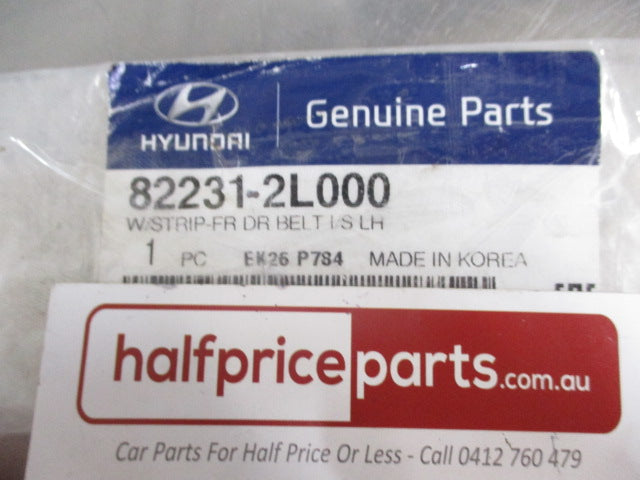 HYUNDAI
Genuine Parts
82231-2L000
W/STRIP-FR DR BELT I/S LH
1 PC EK26 P784 MADE IN KOREA
halfpriceparts.com.au
Car Parts For Half Price Or Less - Call 0412 760 479